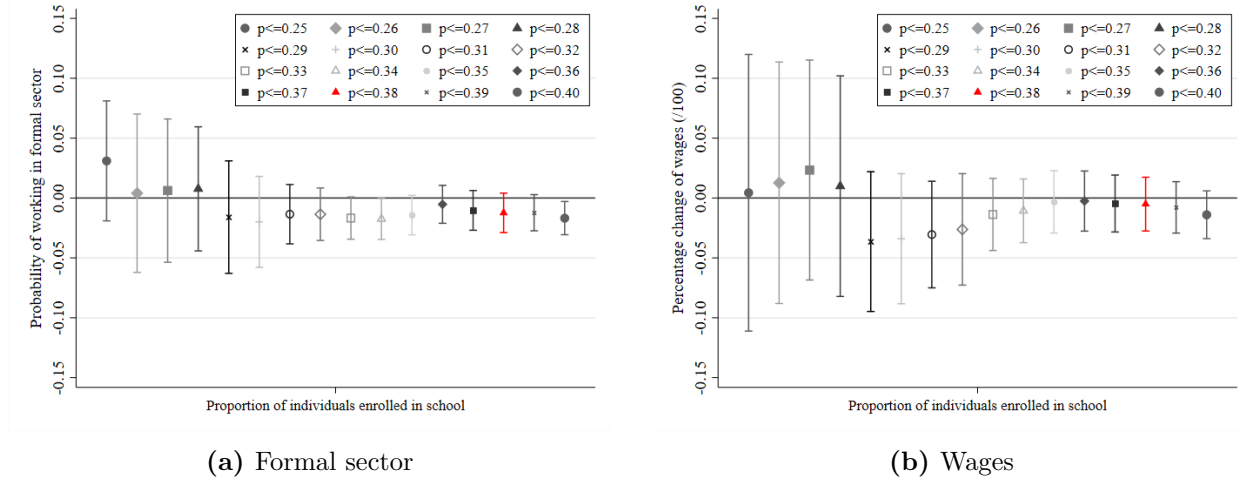 p<=0.25 p<=0.26 p<=0.27 p<=0.28
p<=0.29 p<=0.30 p<=0.31 p<=0.32
p<=0.33 p<=0.34 p<=0.35 p<=0.36
p<=0.37 p<=0.38 p<=0.39 p<=0.40
Probability of working in formal sector
0.15
0.10
0.05
0.00
-0.05
-0.10
-0.15
Proportion of individuals enrolled in school
(a) Formal sector
p<=0.25 p<=0.26 p<=0.27 p<=0.28
p<=0.29 p<=0.30 p<=0.31 p<=0.32
p<=0.33 p<=0.34 p<=0.35 p<=0.36
p<=0.37 p<=0.38 p<=0.39 p<=0.40
Percentage change of wages (/100)
0.15
0.10
0.05
0.00
-0.05
-0.10
-0.15
Proportion of individuals enrolled in school
(b) Wages